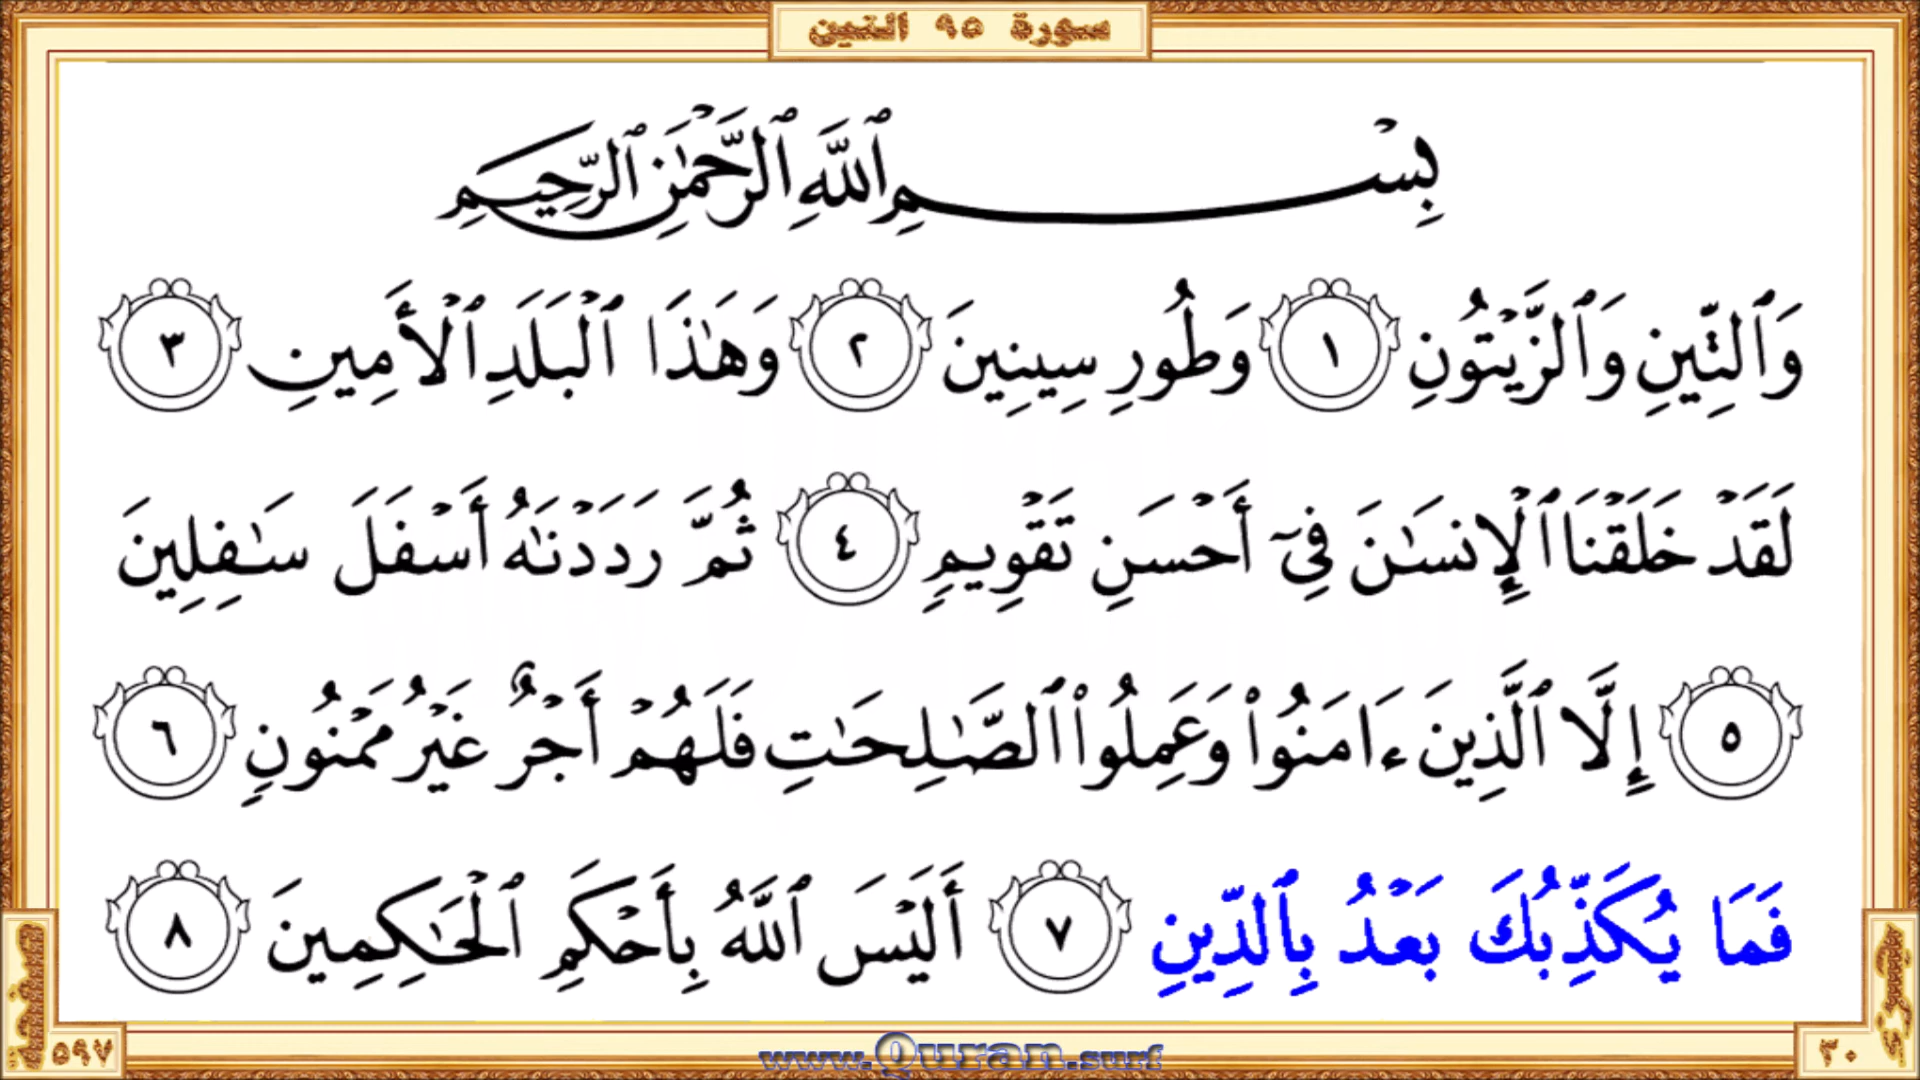 سورة ٩٥ التين
بِسْمِ ٱللَّهِ ٱلرَّحْمَٰنِ ٱلرَّحِيمِ
وَٱلتِّينِ وَٱلزَّيْتُونِ ١ وَطُورِ سِينِينَ ٢ وَهَٰذَا ٱلْبَلَدِ ٱلْأَمِينِ ٣
لَقَدْ خَلَقْنَا ٱلْإِنسَٰنَ فِىٓ أَحْسَنِ تَقْوِيمٍ ٤ ثُمَّ رَدَدْنَٰهُ أَسْفَلَ سَٰفِلِينَ
٥ إِلَّا ٱلَّذِينَ ءَامَنُوا۟ وَعَمِلُوا۟ ٱلصَّٰلِحَٰتِ فَلَهُمْ أَجْرٌ غَيْرُ مَمْنُونٍ ٦
فَمَا يُكَذِّبُكَ بَعْدُ بِٱلدِّينِ ٧ أَلَيْسَ ٱللَّهُ بِأَحْكَمِ ٱلْحَٰكِمِينَ ٨
صفحة ٥٩٧
جزء ٣٠
www.Quran.surf